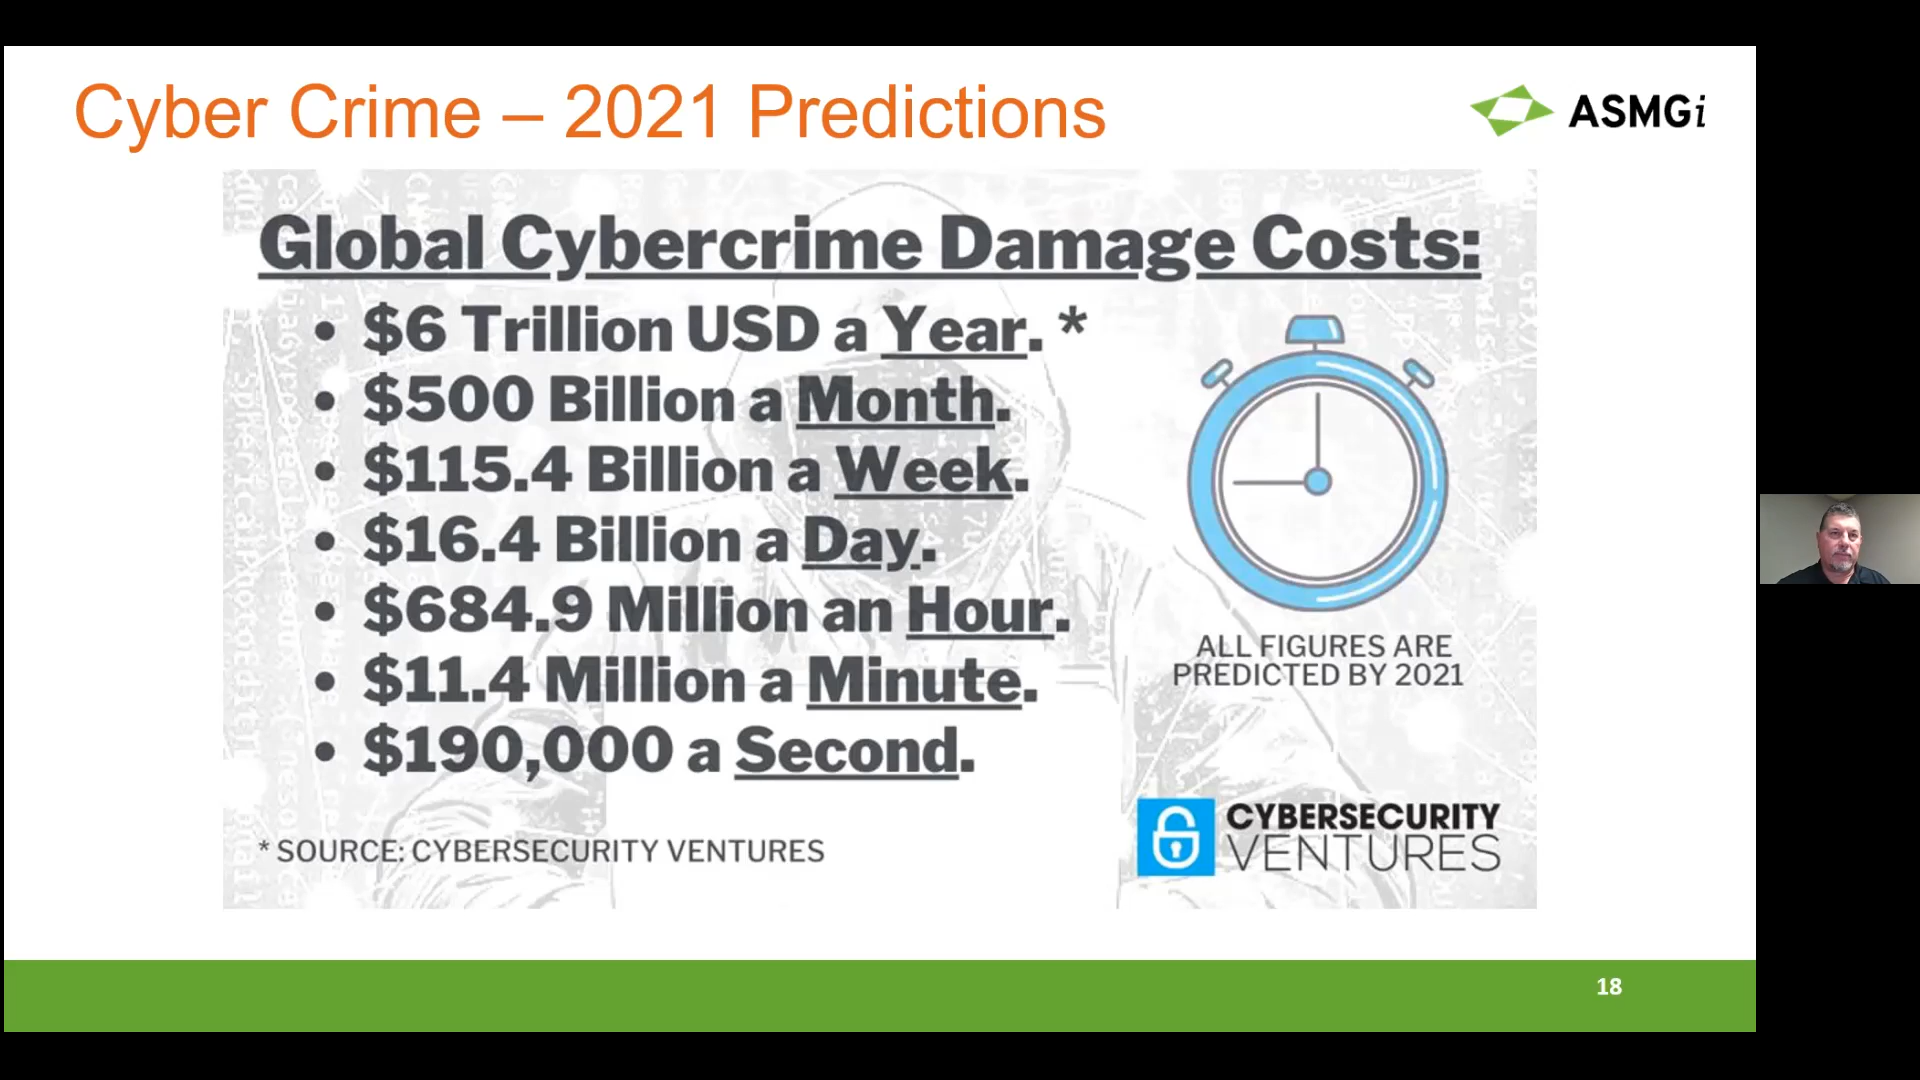 Cyber Crime – 2021 Predictions
ASMGi
Global Cybercrime Damage Costs:
• $6 Trillion USD a Year. *
• $500 Billion a Month.
• $115.4 Billion a Week.
• $16.4 Billion a Day.
• $684.9 Million an Hour.
• $11.4 Million a Minute.
• $190,000 a Second.
ALL FIGURES ARE
PREDICTED BY 2021
* SOURCE: CYBERSECURITY VENTURES
CYBERSECURITY
VENTURES
18